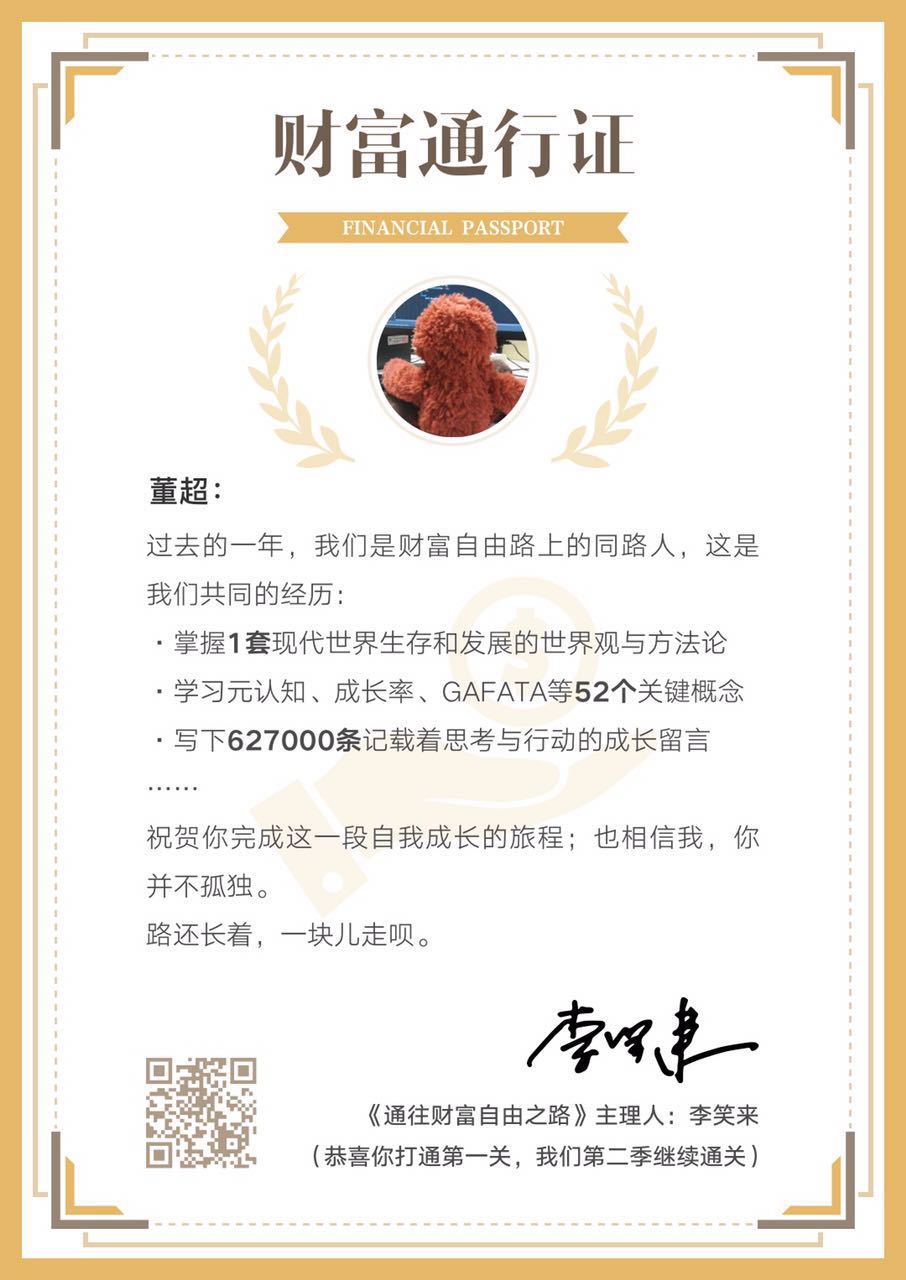 财富通行证
FINANCIAL PASSPORT
董超：
过去的一年，我们是财富自由路上的同路人，这是
我们共同的经历：
·掌握1套现代世界生存和发展的世界观与方法论
·学习元认知、成长率、GAFATA等52个关键概念
·写下627000条记载着思考与行动的成长留言
……
祝贺你完成这一段自我成长的旅程；也相信我，你
并不孤独。
路还长着，一块儿走呗。
李笑来
《通往财富自由之路》主理人：李笑来
（恭喜你打通第一关，我们第二季继续通关）